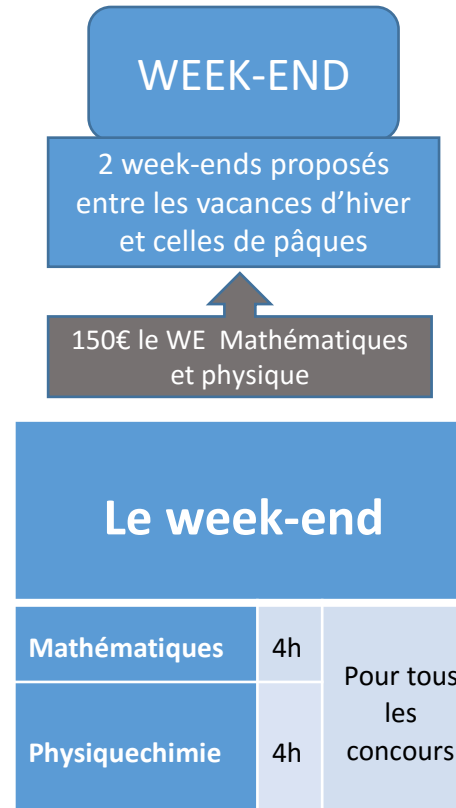 WEEK-END
2 week-ends proposés
entre les vacances d'hiver
et celles de pâques
150€ le WE Mathématiques
et physique
Le week-end
Mathématiques 4h
Pour tous
les
concours
Physiquechimie 4h